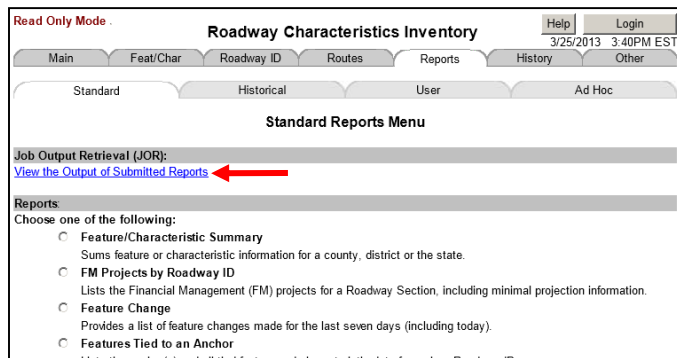 Read Only Mode .
Roadway Characteristics Inventory
Help Login
3/25/2013 3:40PM EST
Main Feat/Char Roadway ID Routes Reports History Other
Standard Historical User Ad Hoc
Standard Reports Menu
Job Output Retrieval (JOR):
View the Output of Submitted Reports
Reports:
Choose one of the following:
Feature/Characteristic Summary
Sums feature or characteristic information for a county, district or the state.
FM Projects by Roadway ID
Lists the Financial Management (FM) projects for a Roadway Section, including minimal projection information.
Feature Change
Provides a list of feature changes made for the last seven days (including today).
Features Tied to an Anchor